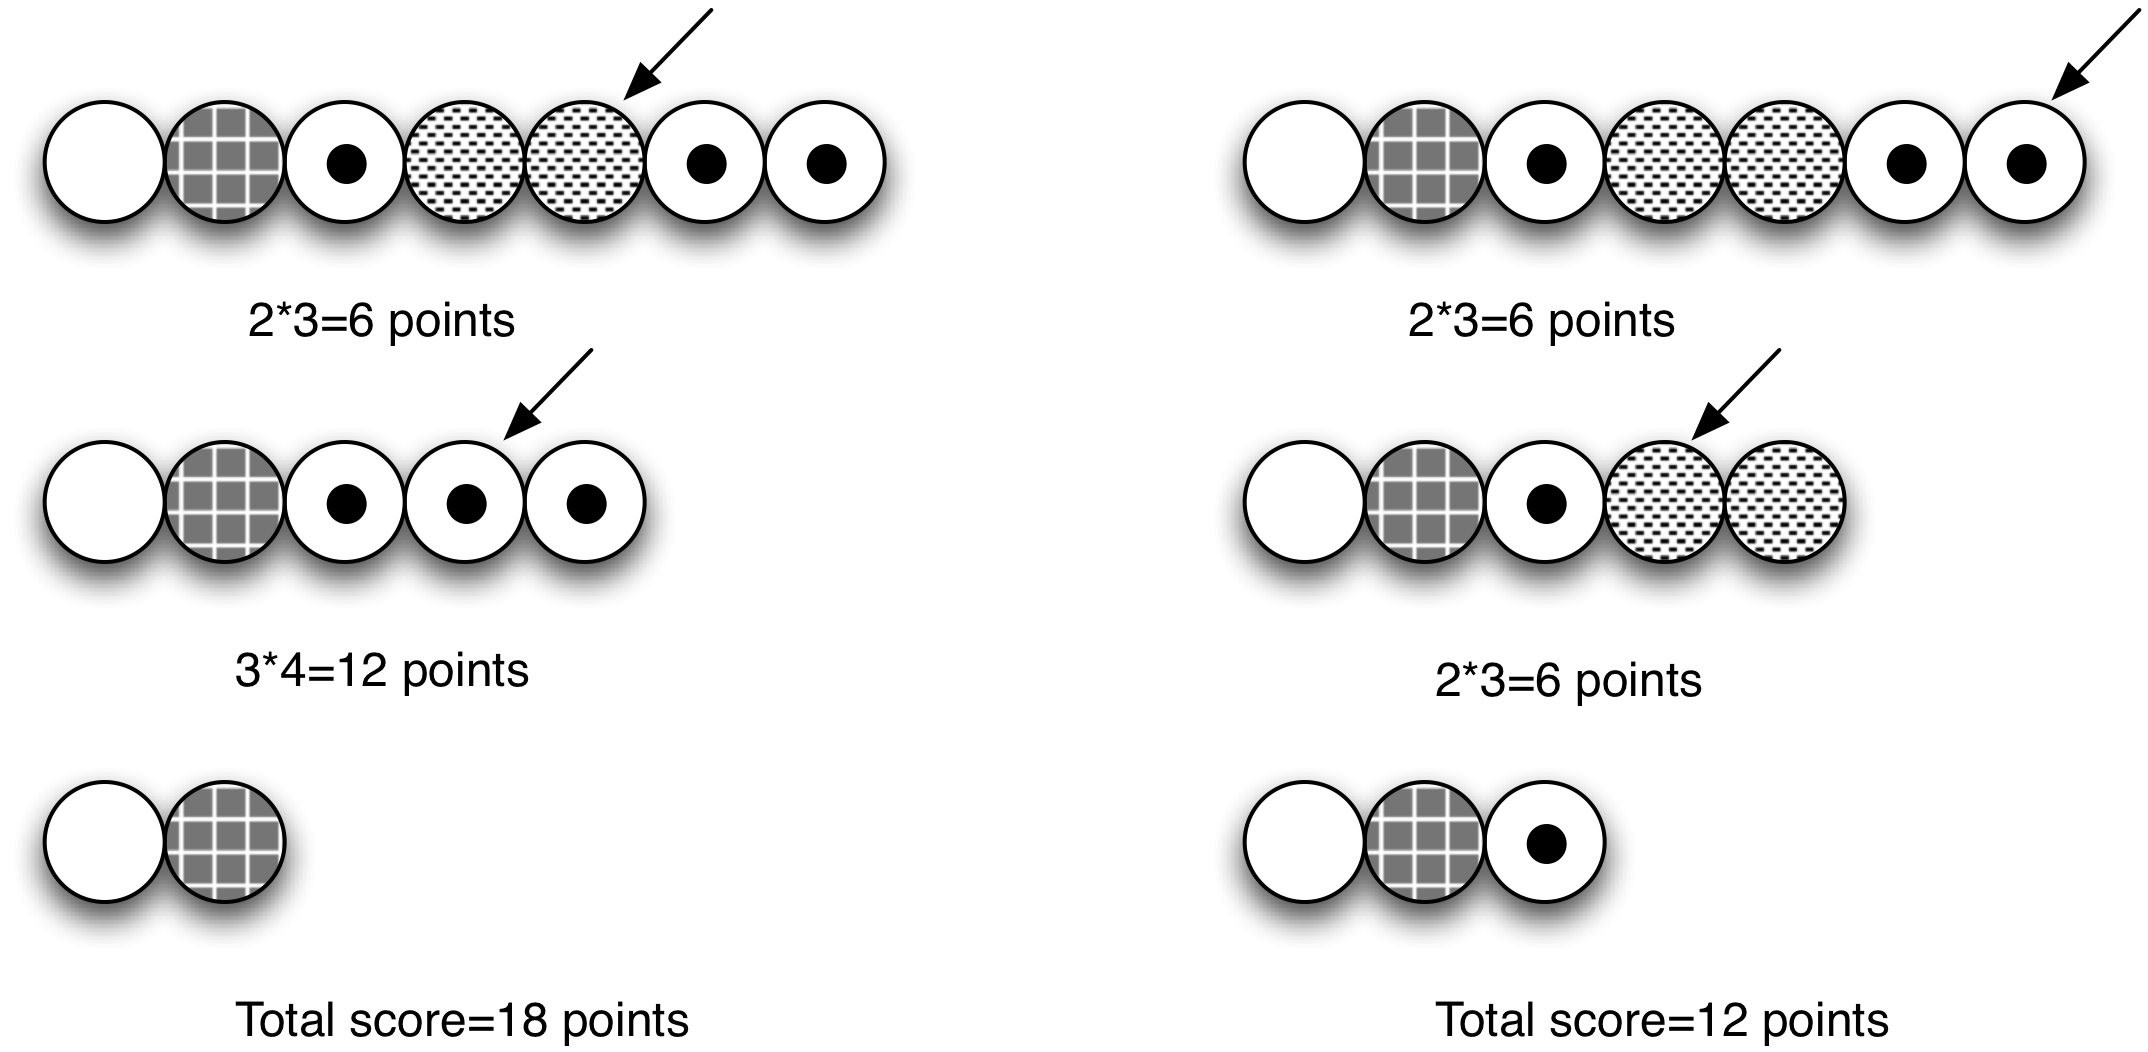 2*3=6 points
2*3=6 points
3*4=12 points
2*3=6 points
Total score=18 points
Total score=12 points